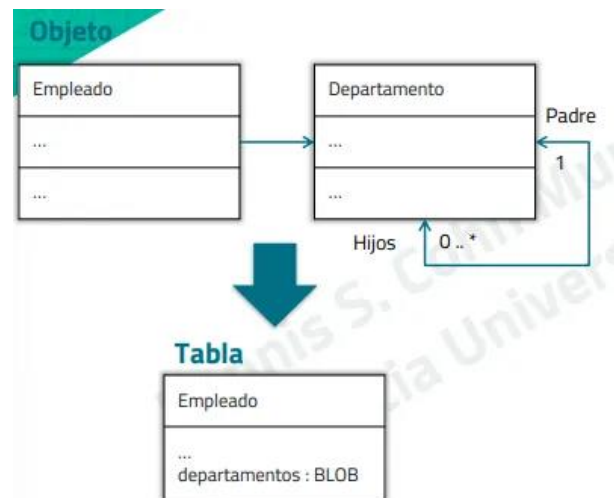 Objeto
Empleado
...
...
Departamento
...
...
Padre
1
Hijos
0 .. *
Tabla
Empleado
...
departamentos : BLOB